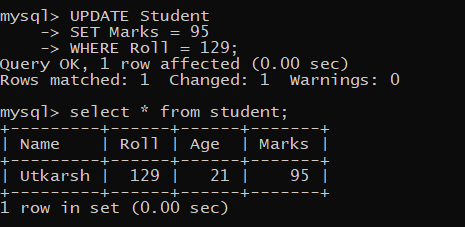 mysql> UPDATE Student
    -> SET Marks = 95
    -> WHERE Roll = 129;
Query OK, 1 row affected (0.00 sec)
Rows matched: 1  Changed: 1  Warnings: 0

mysql> select * from student;
+---------+------+------+-------+
| Name    | Roll | Age  | Marks |
+---------+------+------+-------+
| Utkarsh |  129 |   21 |    95 |
+---------+------+------+-------+
1 row in set (0.00 sec)